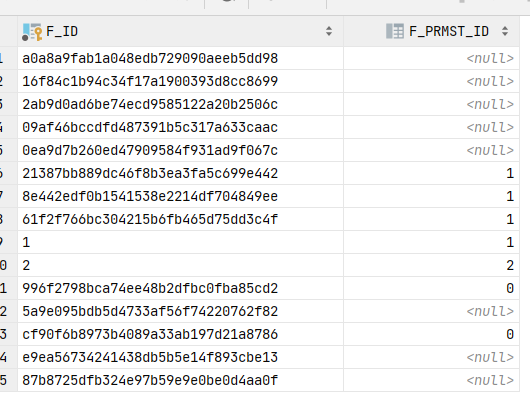 F_ID F_PRMST_ID
1 a0a8a9fab1a048edb729090aeeb5dd98 <null>
2 16f84c1b94c34f17a1900393d8cc8699 <null>
3 2ab9d0ad6be74ecd9585122a20b2506c <null>
4 09af46bccdfd487391b5c317a633caac <null>
5 0ea9d7b260ed47909584f931ad9f067c <null>
6 21387bb889dc46f8b3ea3fa5c699e442 1
7 8e442edf0b1541538e2214df704849ee 1
8 61f2f766bc304215b6fb465d75dd3c4f 1
9 1 1
0 2 2
1 996f2798bca74ee48b2dfbc0fba85cd2 0
2 5a9e095bdb5d4733af56f74220762f82 <null>
3 cf90f6b8973b4089a33ab197d21a8786 0
4 e9ea56734241438db5b5e14f893cbe13 <null>
5 87b8725dfb324e97b59e9e0be0d4aa0f <null>